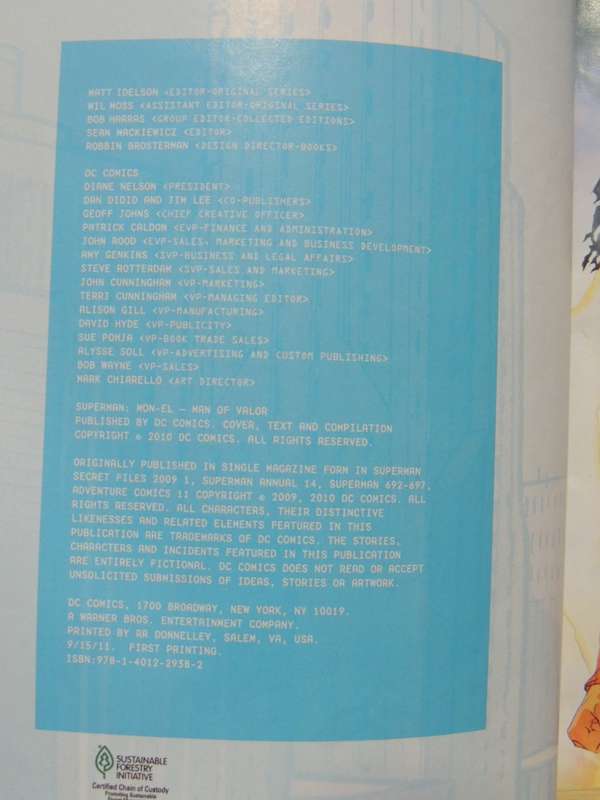 MATT IDELSON <EDITOR-ORIGINAL SERIES>
WIL MOSS <ASSISTANT EDITOR-ORIGINAL SERIES>
BOB HARRAS <GROUP EDITOR-COLLECTED EDITIONS>
SEAN MACKIEWICZ <EDITOR>
ROBBIN BROSTERMAN <DESIGN DIRECTOR-BOOKS>
DC COMICS
DIANE NELSON <PRESIDENT>
DAN DIDIO AND JIM LEE <CO-PUBLISHERS>
GEOFF JOHNS <CHIEF CREATIVE OFFICER>
PATRICK CALDON <EVP-FINANCE AND ADMINISTRATION>
JOHN ROOD <EVP-SALES, MARKETING AND BUSINESS DEVELOPMENT>
AMY GENKINS <SVP-BUSINESS AND LEGAL AFFAIRS>
STEVE ROTTERDAM <SVP-SALES AND MARKETING>
JOHN CUNNINGHAM <VP-MARKETING>
TERRI CUNNINGHAM <VP-MANAGING EDITOR>
ALISON GILL <VP-MANUFACTURING>
DAVID HYDE <VP-PUBLICITY>
SUE POHJA <VP-BOOK TRADE SALES>
ALYSSE SOLL <VP-ADVERTISING AND CUSTOM PUBLISHING>
BOB WAYNE <VP-SALES>
MARK CHIARELLO <ART DIRECTOR>
SUPERMAN: MON-EL — MAN OF VALOR
PUBLISHED BY DC COMICS. COVER, TEXT AND COMPILATION
COPYRIGHT © 2010 DC COMICS. ALL RIGHTS RESERVED.
ORIGINALLY PUBLISHED IN SINGLE MAGAZINE FORM IN SUPERMAN
SECRET FILES 2009 1, SUPERMAN ANNUAL 14, SUPERMAN 692-697,
ADVENTURE COMICS 11 COPYRIGHT © 2009, 2010 DC COMICS. ALL
RIGHTS RESERVED. ALL CHARACTERS, THEIR DISTINCTIVE
LIKENESSES AND RELATED ELEMENTS FEATURED IN THIS
PUBLICATION ARE TRADEMARKS OF DC COMICS. THE STORIES,
CHARACTERS AND INCIDENTS FEATURED IN THIS PUBLICATION
ARE ENTIRELY FICTIONAL. DC COMICS DOES NOT READ OR ACCEPT
UNSOLICITED SUBMISSIONS OF IDEAS, STORIES OR ARTWORK.
DC COMICS, 1700 BROADWAY, NEW YORK, NY 10019.
A WARNER BROS. ENTERTAINMENT COMPANY.
PRINTED BY RR DONNELLEY, SALEM, VA, USA.
9/15/11. FIRST PRINTING.
ISBN:978-1-4012-2938-2
SUSTAINABLE
FORESTRY
INITIATIVE
Certified Chain of Custody
Promoting Sustainable